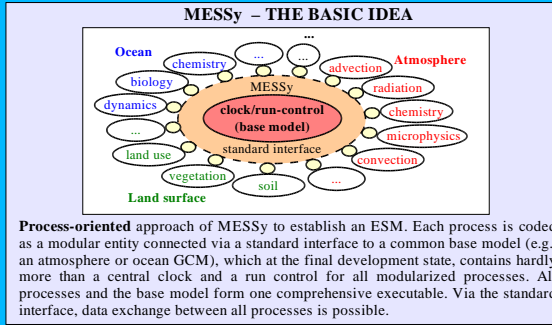 MESSy – THE BASIC IDEA
...
Ocean
Atmosphere
chemistry
...
...
advection
biology
radiation
dynamics
chemistry
...
microphysics
land use
convection
vegetation
soil
...
Land surface
MESSy
clock/run-control
(base model)
standard interface
Process-oriented approach of MESSy to establish an ESM. Each process is coded
as a modular entity connected via a standard interface to a common base model (e.g.
an atmosphere or ocean GCM), which at the final development state, contains hardly
more than a central clock and a run control for all modularized processes. Al
processes and the base model form one comprehensive executable. Via the standard
interface, data exchange between all processes is possible.